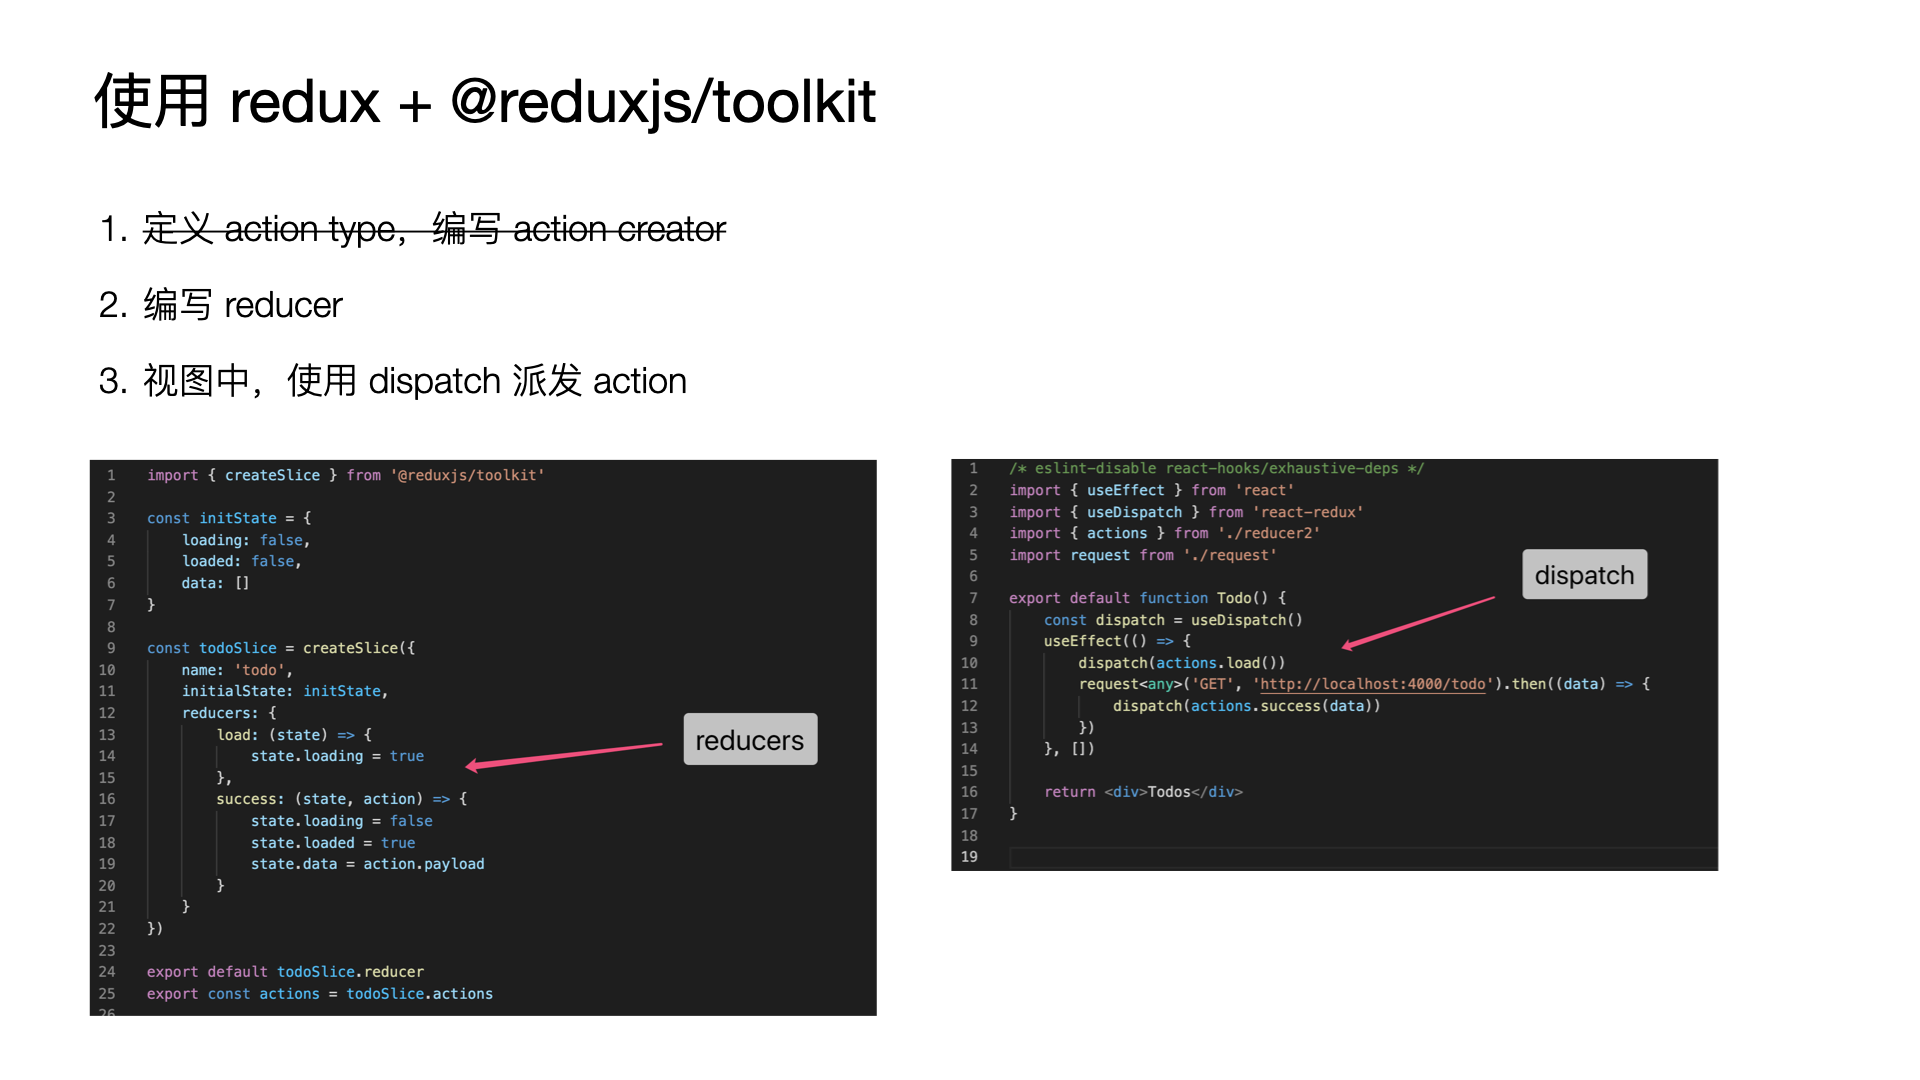 使用 redux + @reduxjs/toolkit
1. 定义 action type，编写 action creator
2. 编写 reducer
3. 视图中，使用 dispatch 派发 action
1 import { createSlice } from '@reduxjs/toolkit'
2
3 const initState = {
4 loading: false,
5 loaded: false,
6 data: []
7 }
8
9 const todoSlice = createSlice({
10 name: 'todo',
11 initialState: initState,
12 reducers: {
13 load: (state) => {
14 state.loading = true
15 },
16 success: (state, action) => {
17 state.loading = false
18 state.loaded = true
19 state.data = action.payload
20 }
21 }
22 })
23
24 export default todoSlice.reducer
25 export const actions = todoSlice.actions
26
reducers
1 /* eslint-disable react-hooks/exhaustive-deps */
2 import { useEffect } from 'react'
3 import { useDispatch } from 'react-redux'
4 import { actions } from './reducer2'
5 import request from './request'
6
7 export default function Todo() {
8 const dispatch = useDispatch()
9 useEffect(() => {
10 dispatch(actions.load())
11 request<any>('GET', 'http://localhost:4000/todo').then((data) => {
12 dispatch(actions.success(data))
13 })
14 }, [])
15
16 return <div>Todos</div>
17 }
18
19
dispatch